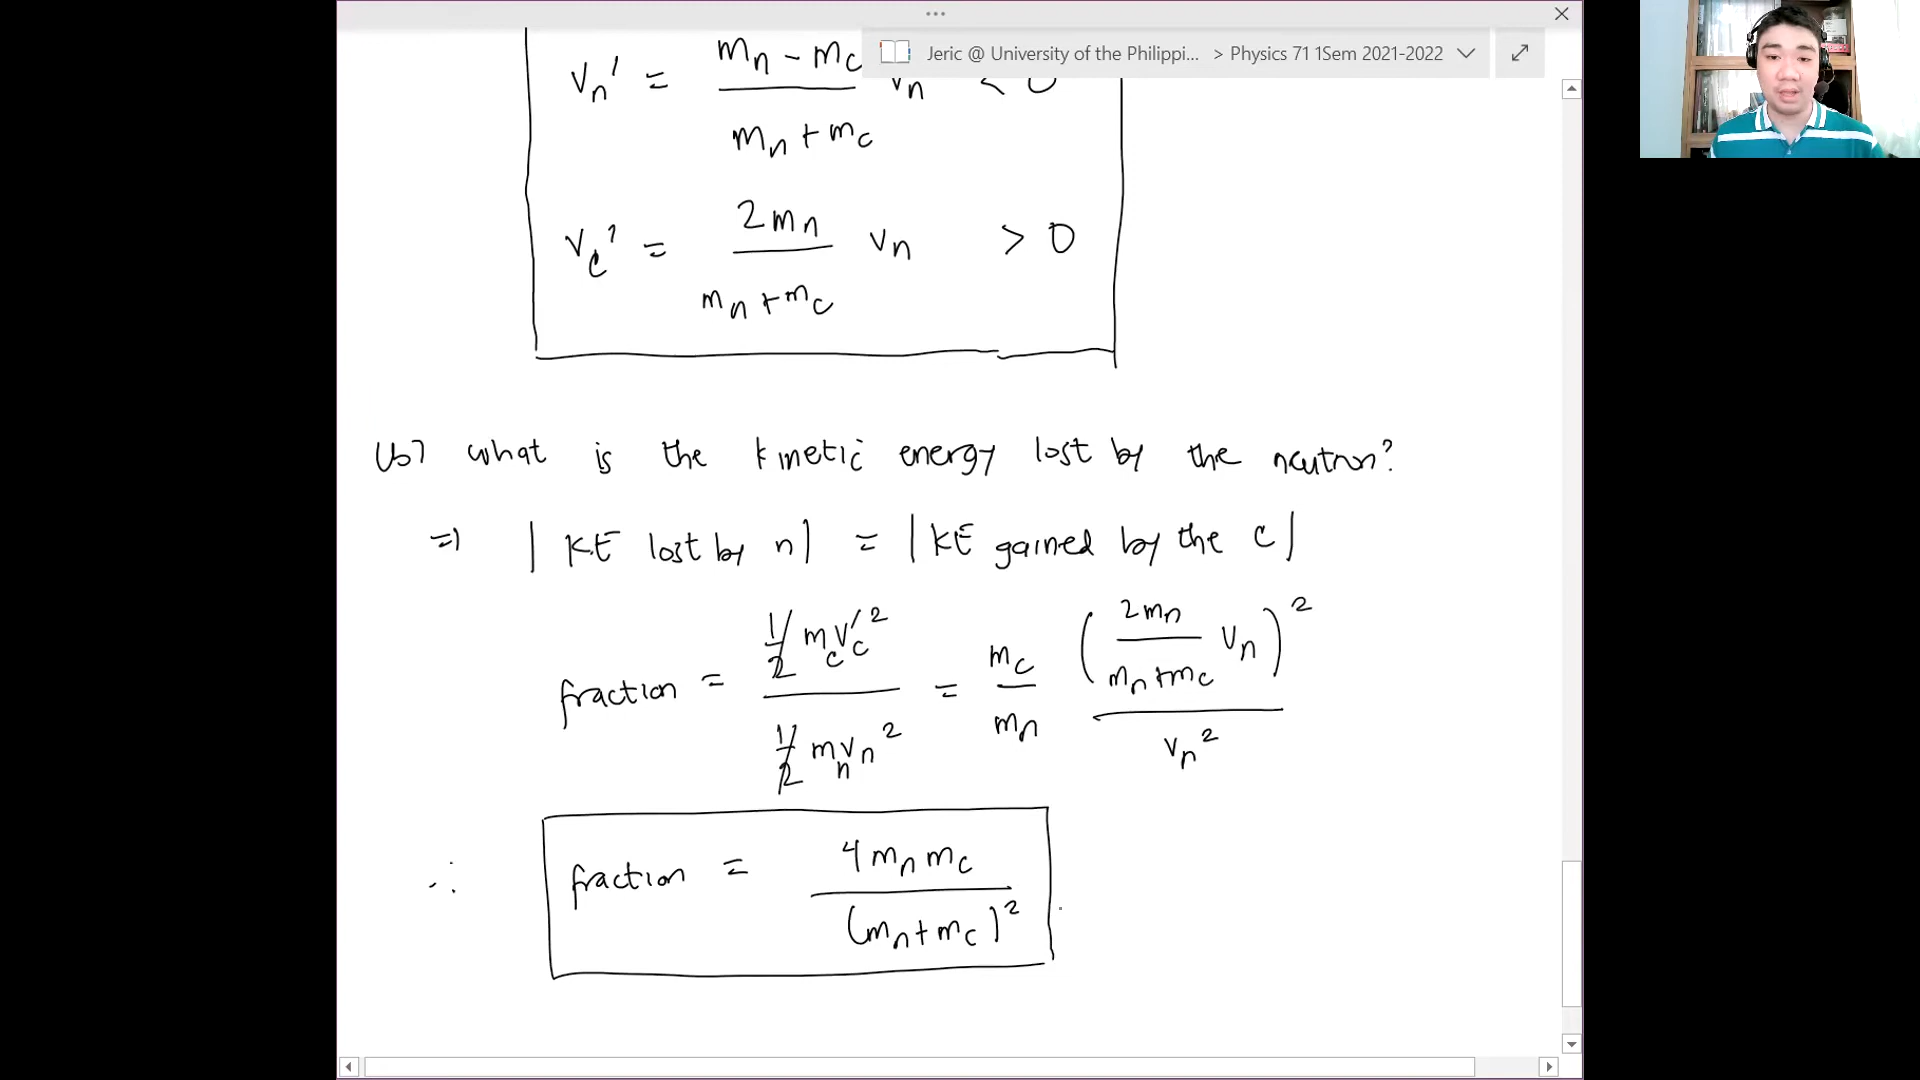 Jeric @ University of the Philippi... > Physics 71 1Sem 2021-2022
vn' = mn - mc / mn + mc vn < 0
vc' = 2mn / mn + mc vn > 0
(b) what is the kinetic energy lost by the neutron?
=> |KE lost by n| = |KE gained by the c|
fraction = 1/2 mc vc'^2 / 1/2 mn vn^2 = mc/mn (2mn / mn+mc vn)^2 / vn^2
∴ fraction = 4 mn mc / (mn + mc)^2